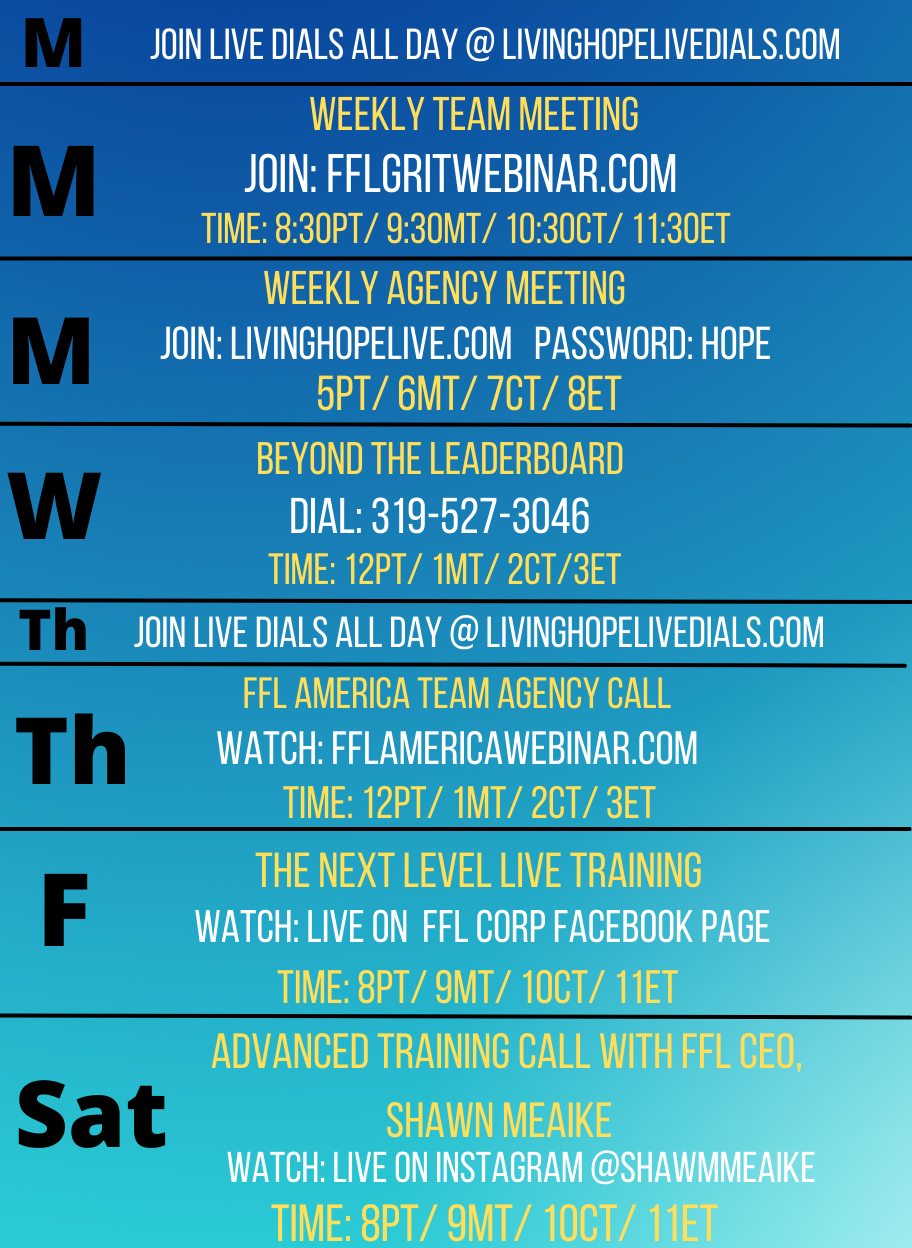 M JOIN LIVE DIALS ALL DAY @ LIVINGHOPELIVEDIALS.COM
WEEKLY TEAM MEETING
M JOIN: FFLGRITWEBINAR.COM
TIME: 8:30PT/ 9:30MT/ 10:30CT/ 11:30ET
WEEKLY AGENCY MEETING
M JOIN: LIVINGHOPELIVE.COM PASSWORD: HOPE
5PT/ 6MT/ 7CT/ 8ET
BEYOND THE LEADERBOARD
W DIAL: 319-527-3046
TIME: 12PT/ 1MT/ 2CT/3ET
Th JOIN LIVE DIALS ALL DAY @ LIVINGHOPELIVEDIALS.COM
FFL AMERICA TEAM AGENCY CALL
Th WATCH: FFLAMERICAWEBINAR.COM
TIME: 12PT/ 1MT/ 2CT/ 3ET
THE NEXT LEVEL LIVE TRAINING
F WATCH: LIVE ON FFL CORP FACEBOOK PAGE
TIME: 8PT/ 9MT/ 10CT/ 11ET
ADVANCED TRAINING CALL WITH FFL CEO,
Sat SHAWN MEAIKE
WATCH: LIVE ON INSTAGRAM @SHAWMMEAIKE
TIME: 8PT/ 9MT/ 10CT/ 11ET